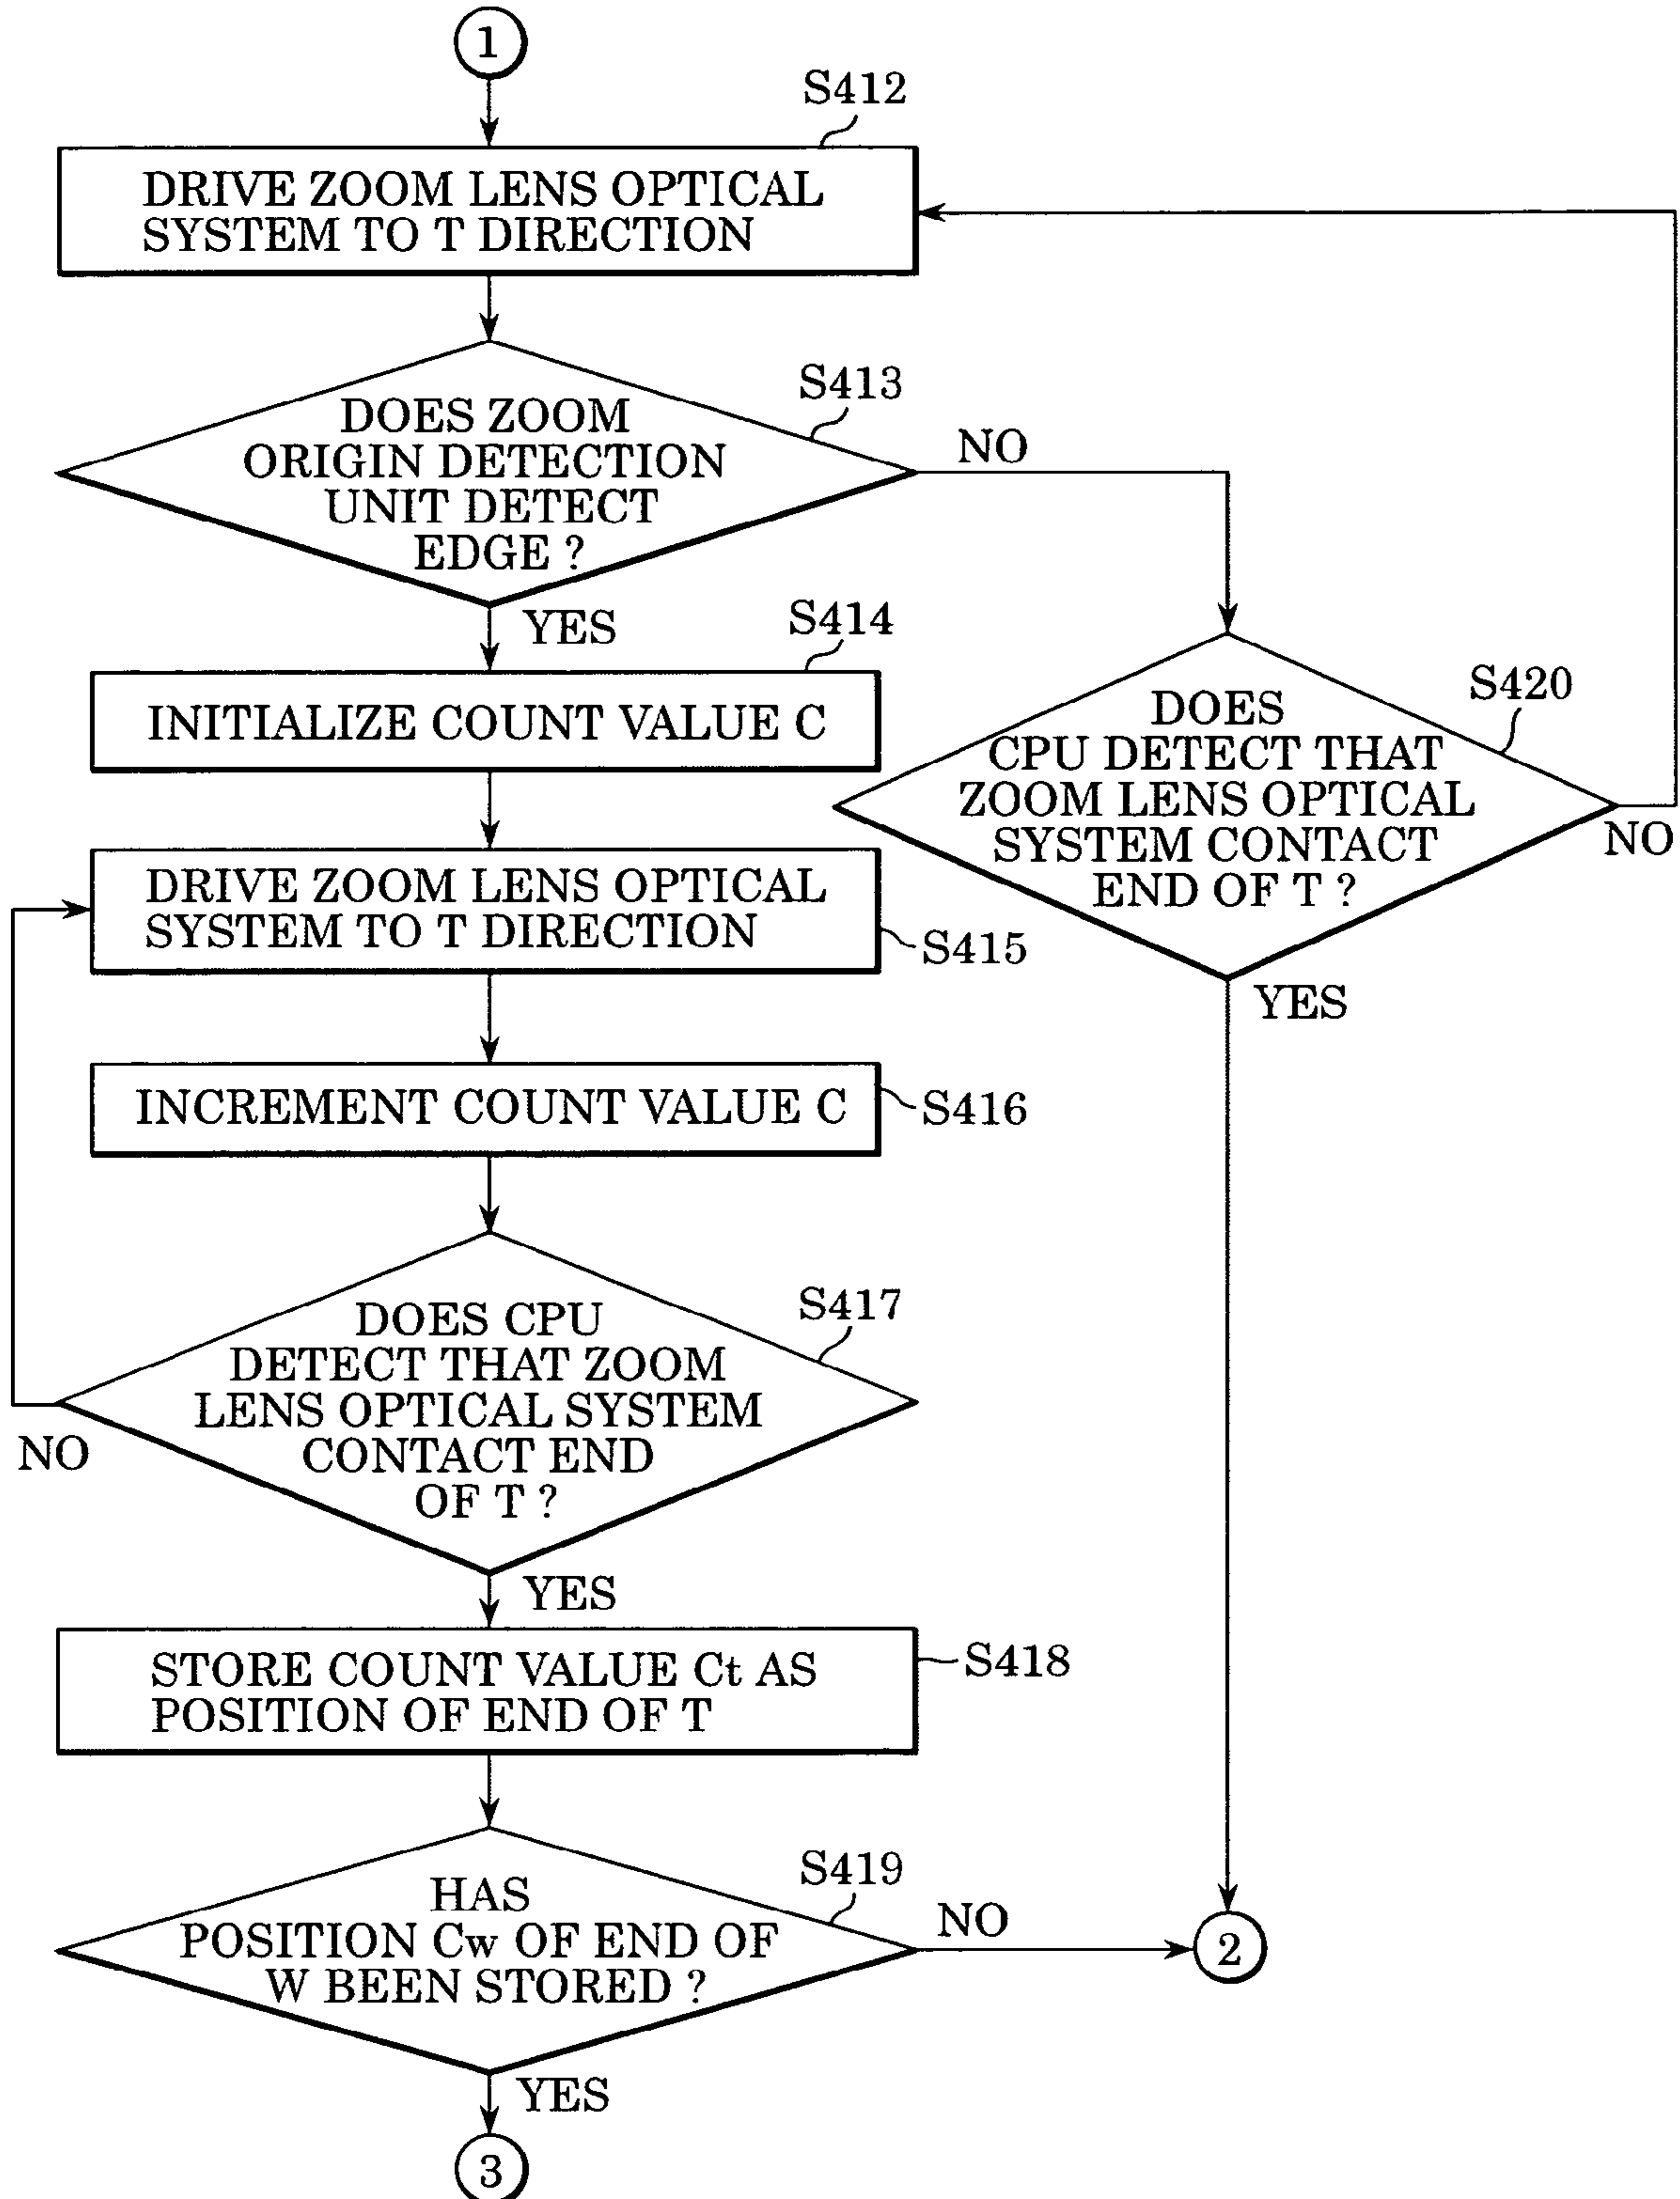 1
S412
DRIVE ZOOM LENS OPTICAL
SYSTEM TO T DIRECTION
S413
DOES ZOOM
ORIGIN DETECTION
UNIT DETECT
EDGE ?
NO
YES
S414
INITIALIZE COUNT VALUE C
S420
DOES
CPU DETECT THAT
ZOOM LENS OPTICAL
SYSTEM CONTACT
END OF T ?
NO
YES
DRIVE ZOOM LENS OPTICAL
SYSTEM TO T DIRECTION
S415
INCREMENT COUNT VALUE C
S416
S417
DOES CPU
DETECT THAT ZOOM
LENS OPTICAL SYSTEM
CONTACT END
OF T ?
NO
YES
STORE COUNT VALUE Ct AS
POSITION OF END OF T
S418
S419
HAS
POSITION Cw OF END OF
W BEEN STORED ?
NO
2
YES
3